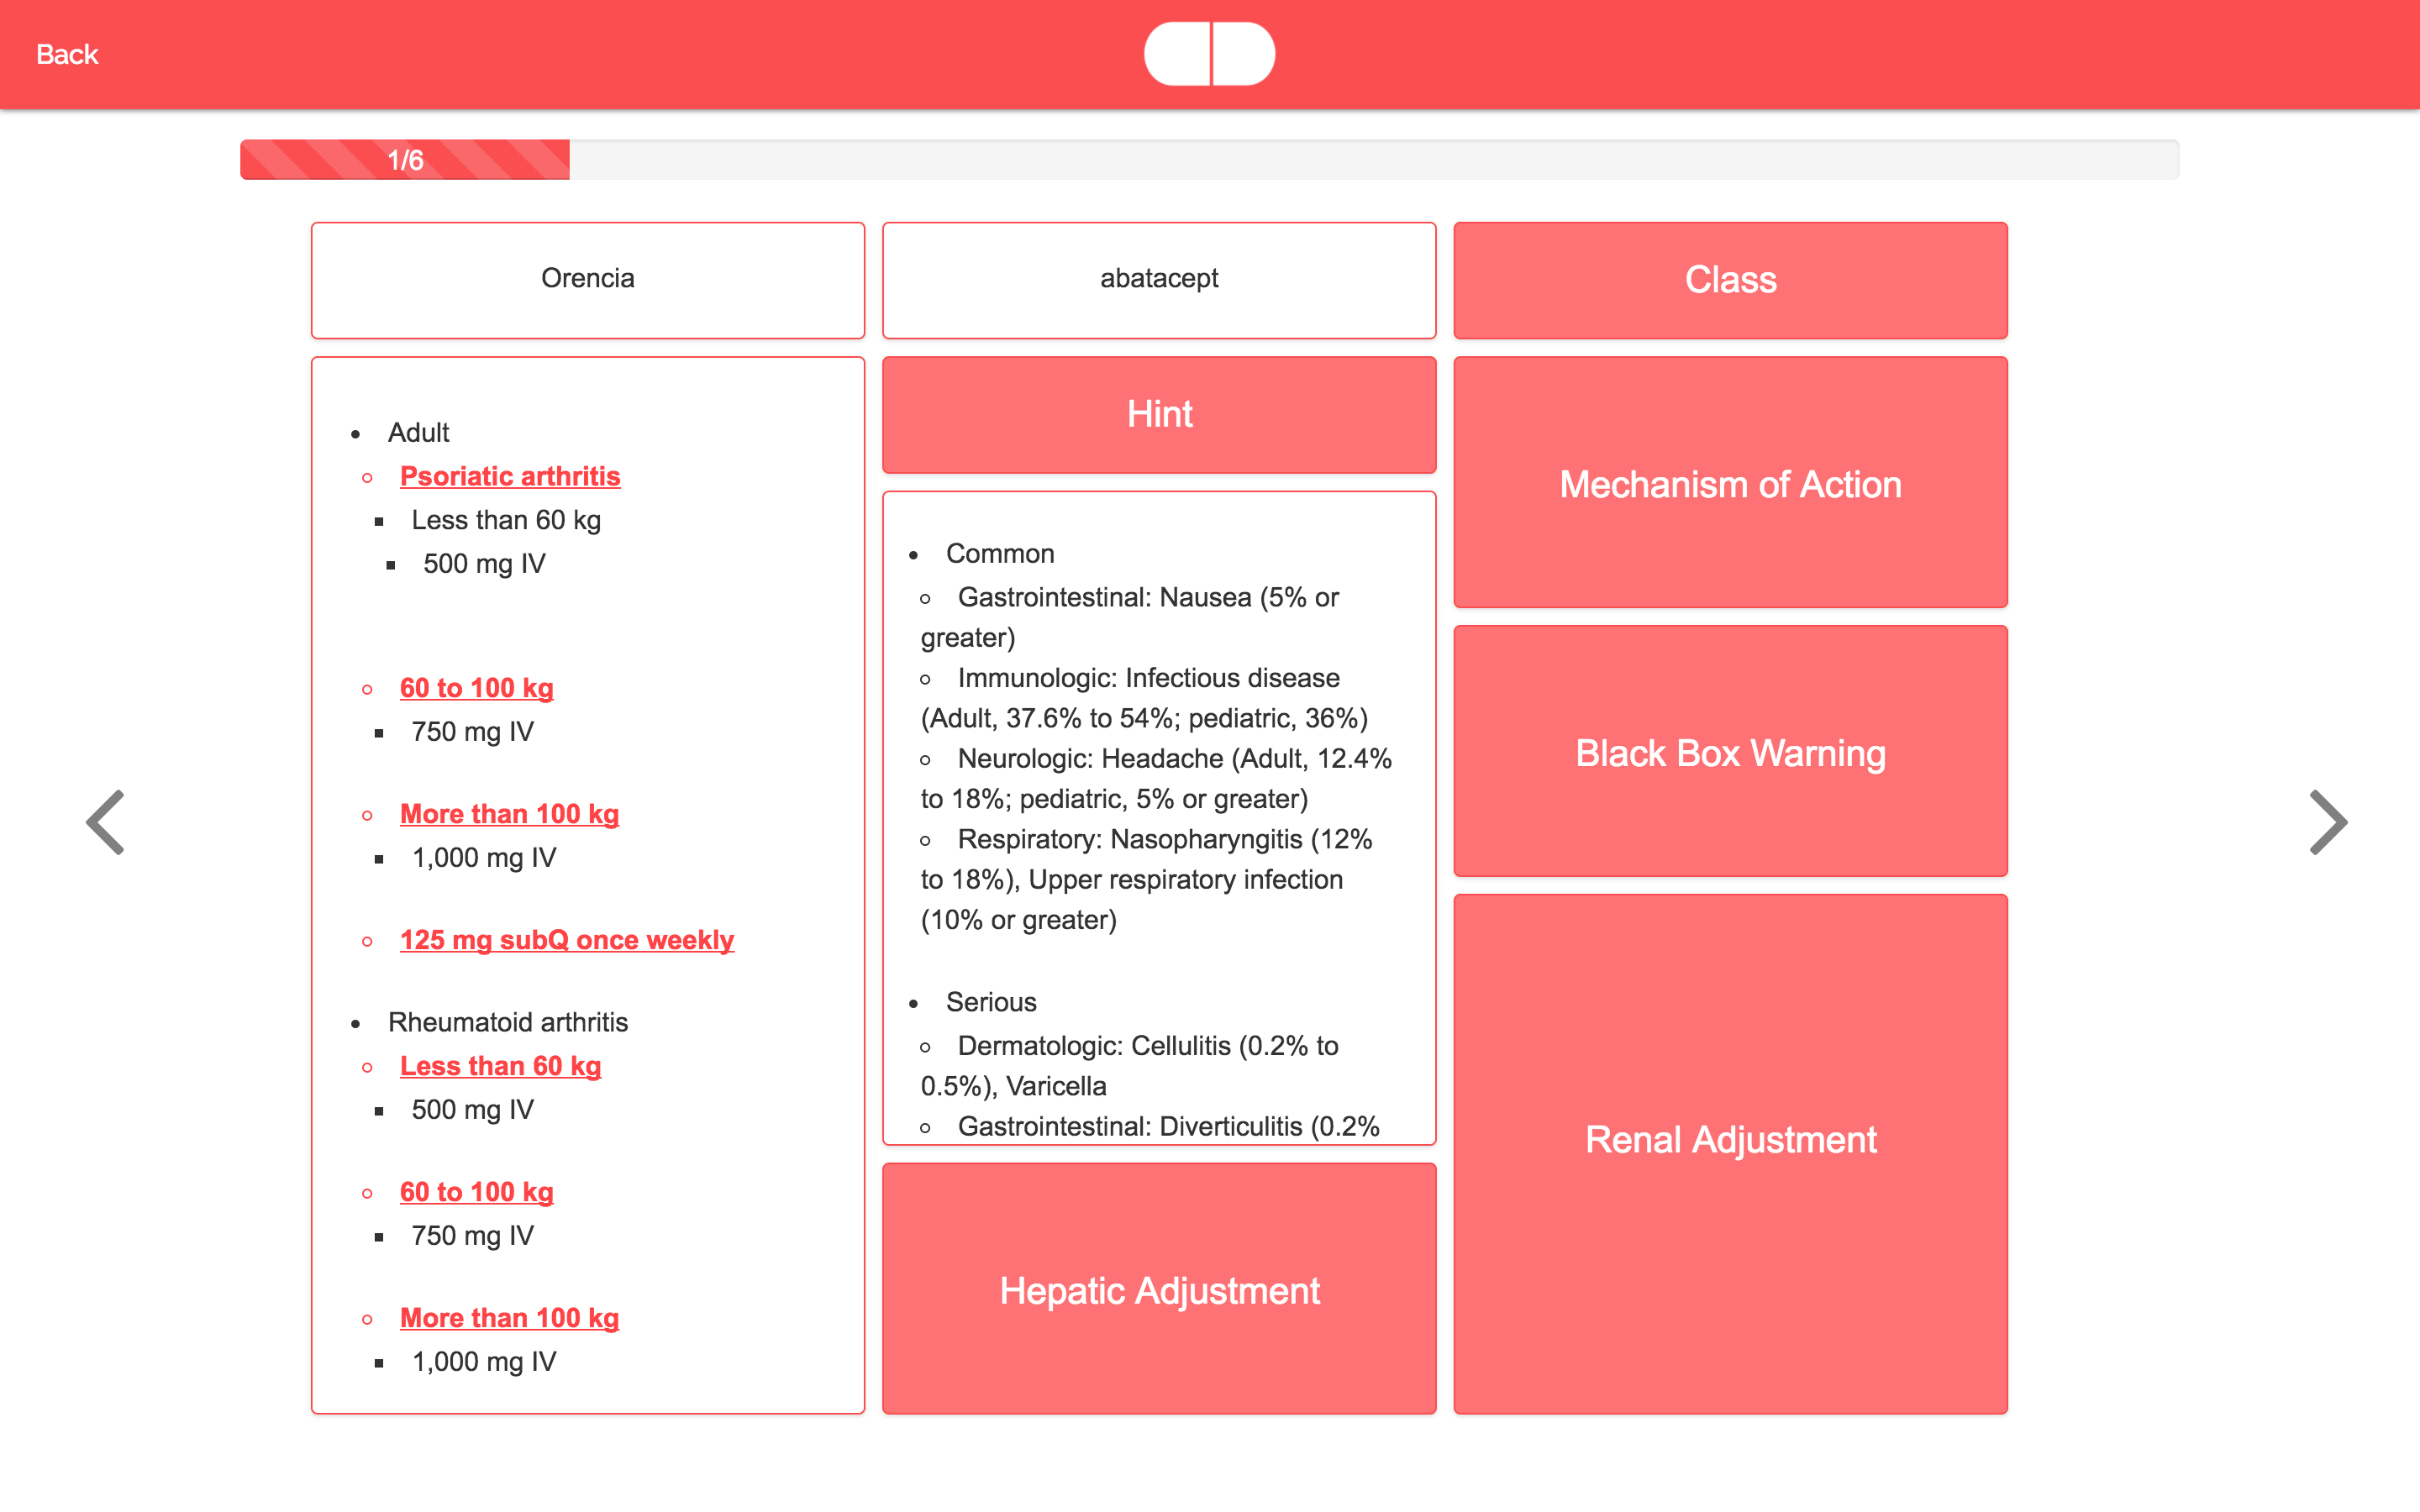 Back
1/6
Orencia
abatacept
Class
Adult
Psoriatic arthritis
Less than 60 kg
500 mg IV
60 to 100 kg
750 mg IV
More than 100 kg
1,000 mg IV
125 mg subQ once weekly
Rheumatoid arthritis
Less than 60 kg
500 mg IV
60 to 100 kg
750 mg IV
More than 100 kg
1,000 mg IV
Hint
Common
Gastrointestinal: Nausea (5% or
greater)
Immunologic: Infectious disease
(Adult, 37.6% to 54%; pediatric, 36%)
Neurologic: Headache (Adult, 12.4%
to 18%; pediatric, 5% or greater)
Respiratory: Nasopharyngitis (12%
to 18%), Upper respiratory infection
(10% or greater)
Serious
Dermatologic: Cellulitis (0.2% to
0.5%), Varicella
Gastrointestinal: Diverticulitis (0.2%
Hepatic Adjustment
Mechanism of Action
Black Box Warning
Renal Adjustment